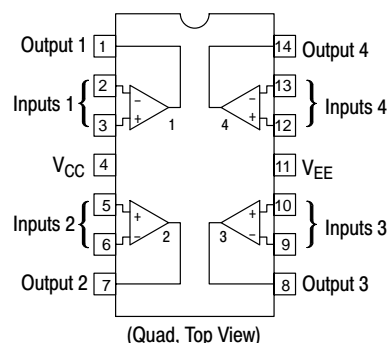 Output 1 1 14 Output 4
2 − − 13
Inputs 1 { } Inputs 4
3 + 1 4 + 12
VCC 4 11 VEE
5 + + 10
Inputs 2 { 2 3 } Inputs 3
6 − − 9
Output 2 7 8 Output 3
(Quad, Top View)